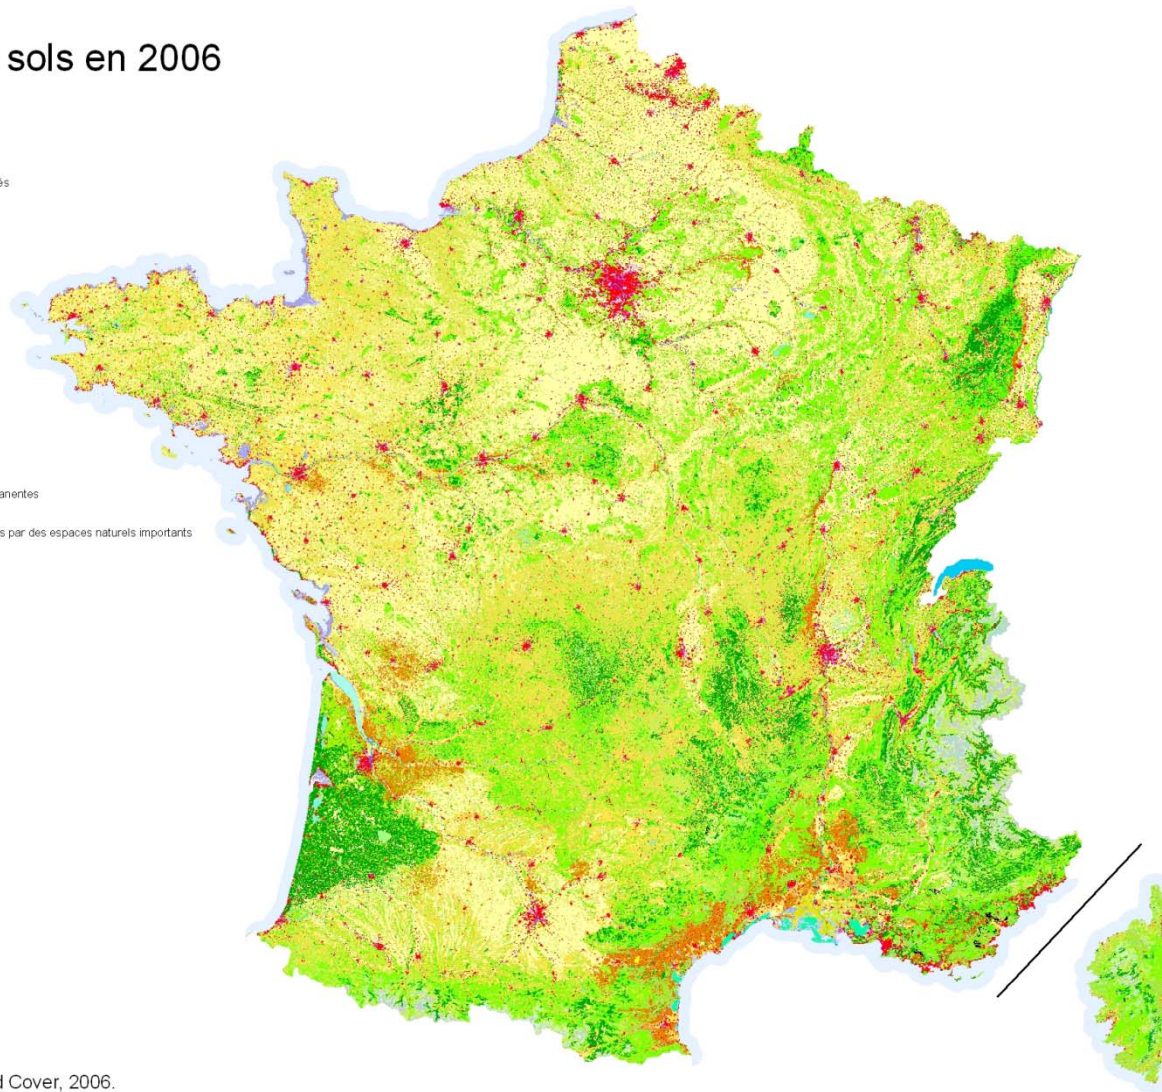 sols en 2006
és
anentes
s par des espaces naturels importants
d Cover, 2006.